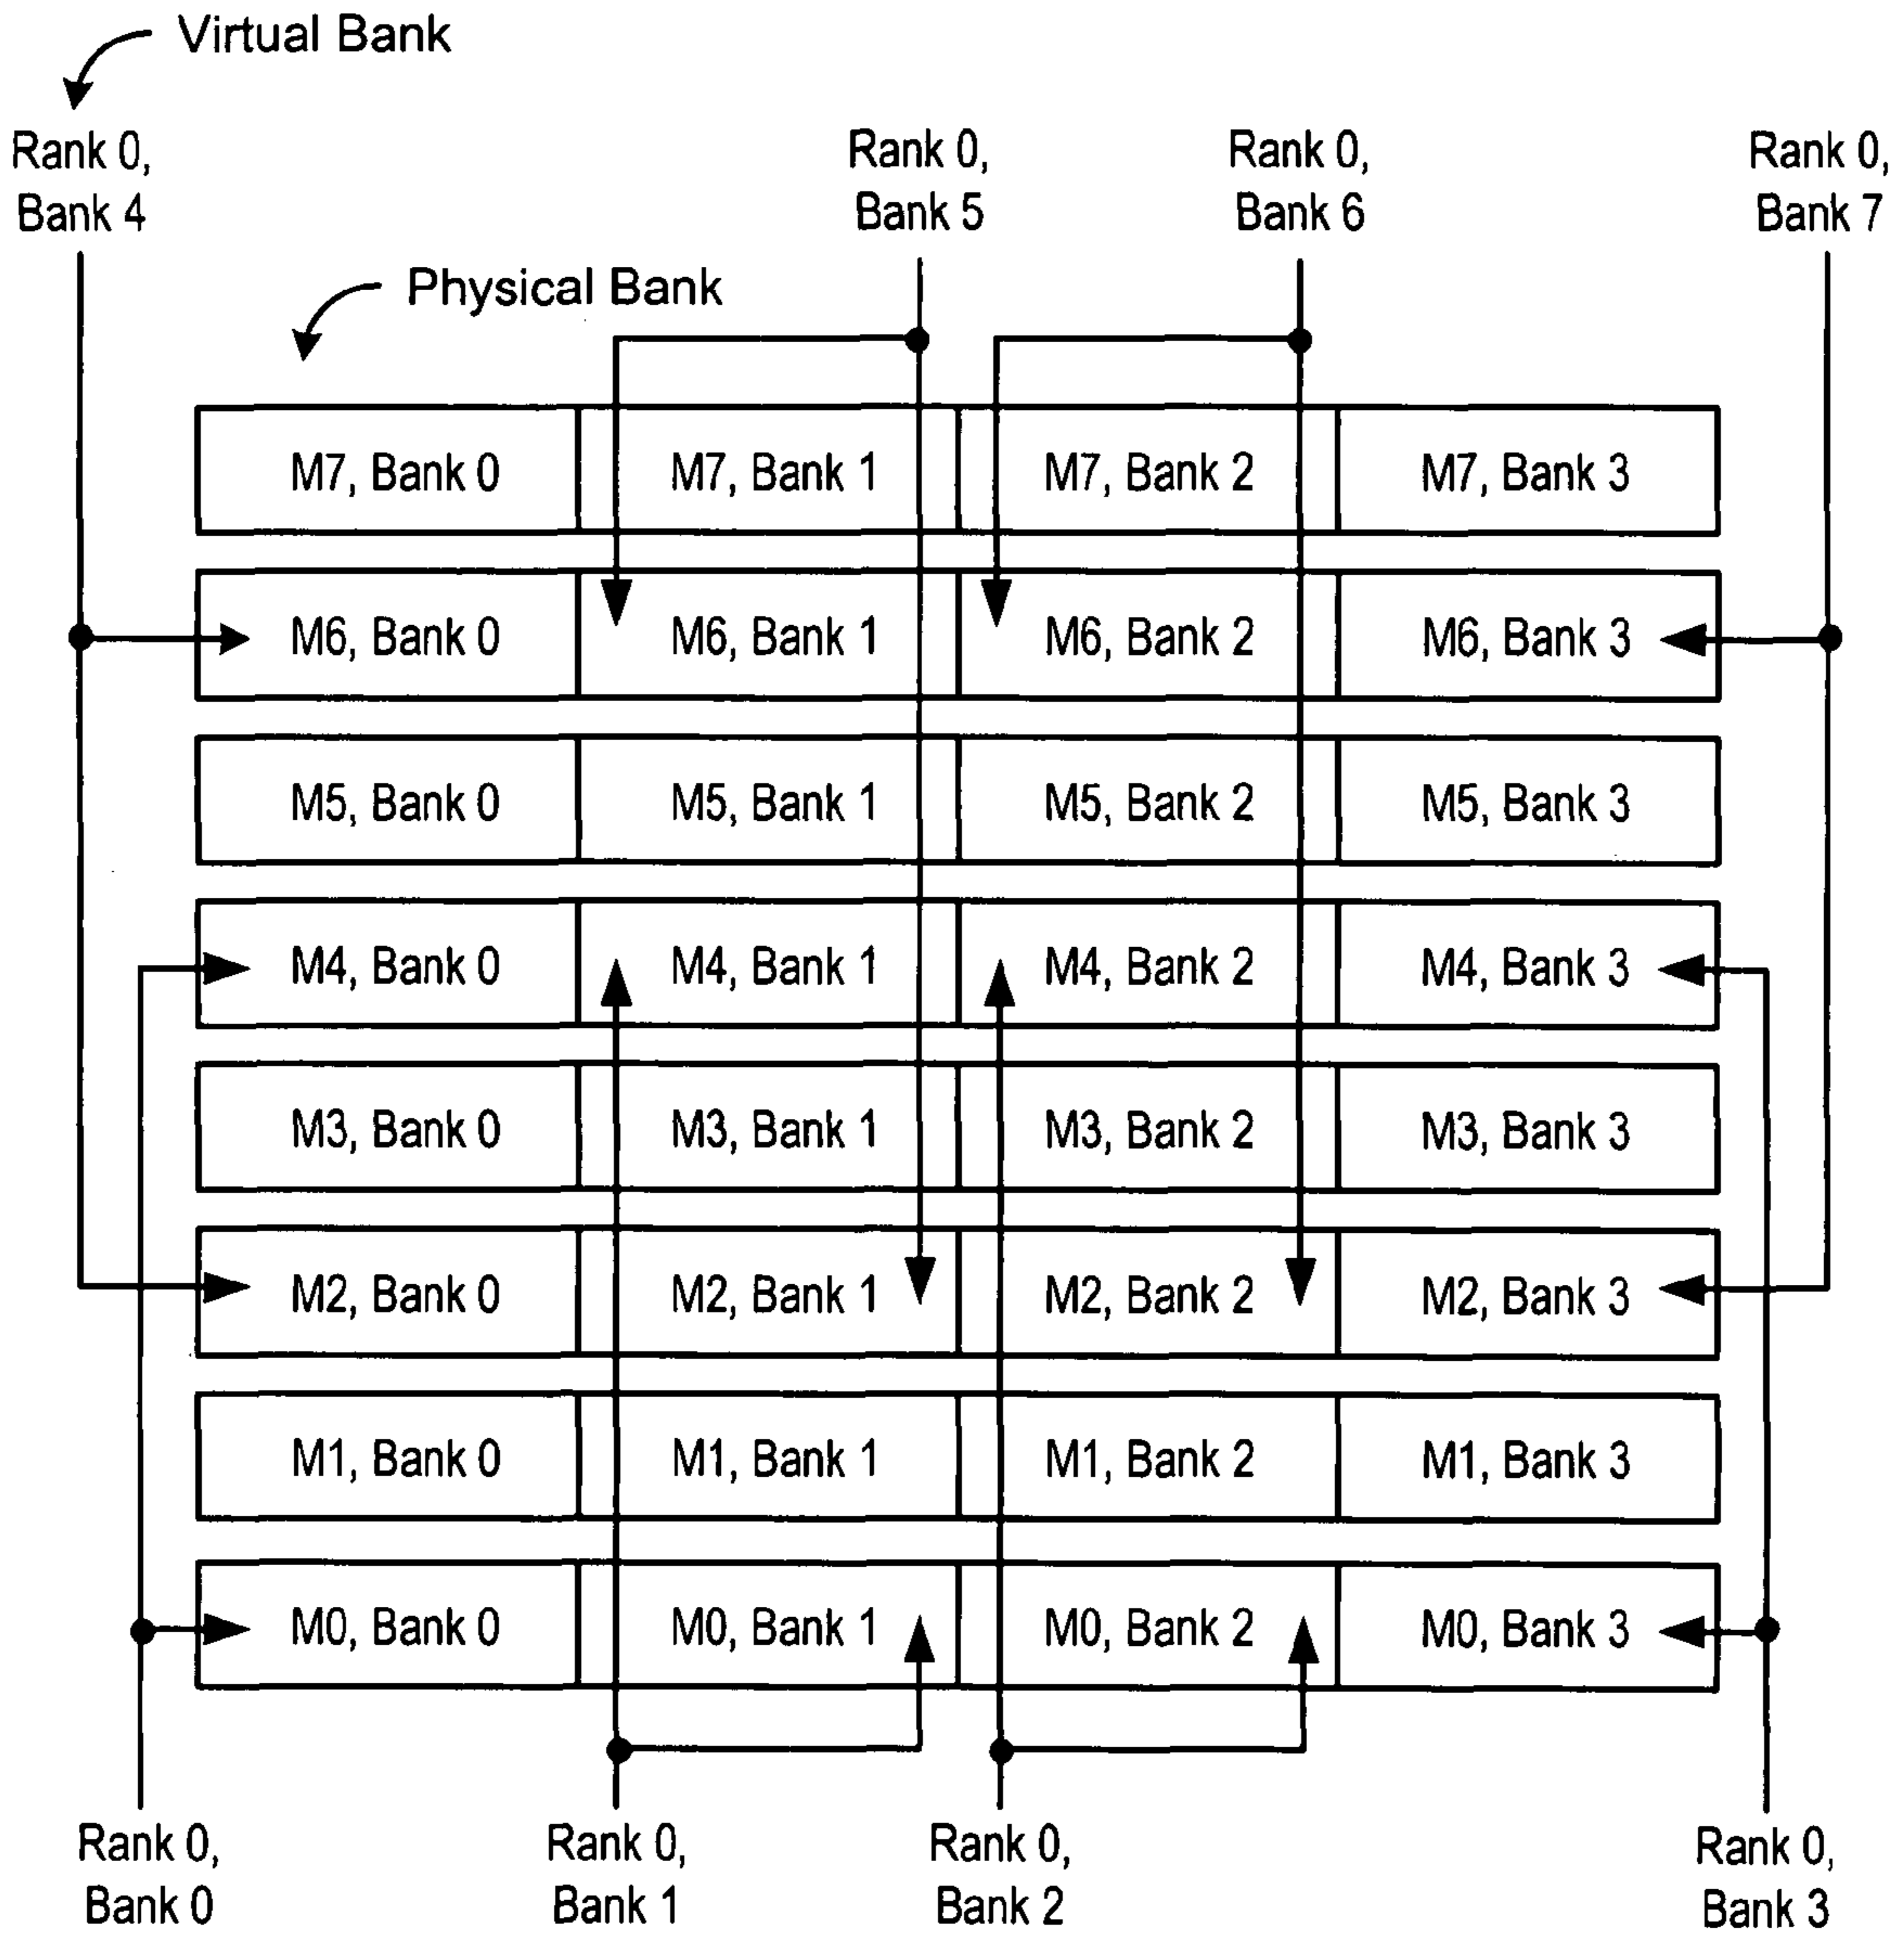 Virtual Bank
Rank 0,
Bank 4
Rank 0,
Bank 5
Rank 0,
Bank 6
Rank 0,
Bank 7
Physical Bank
M7, Bank 0
M7, Bank 1
M7, Bank 2
M7, Bank 3
M6, Bank 0
M6, Bank 1
M6, Bank 2
M6, Bank 3
M5, Bank 0
M5, Bank 1
M5, Bank 2
M5, Bank 3
M4, Bank 0
M4, Bank 1
M4, Bank 2
M4, Bank 3
M3, Bank 0
M3, Bank 1
M3, Bank 2
M3, Bank 3
M2, Bank 0
M2, Bank 1
M2, Bank 2
M2, Bank 3
M1, Bank 0
M1, Bank 1
M1, Bank 2
M1, Bank 3
M0, Bank 0
M0, Bank 1
M0, Bank 2
M0, Bank 3
Rank 0,
Bank 0
Rank 0,
Bank 1
Rank 0,
Bank 2
Rank 0,
Bank 3